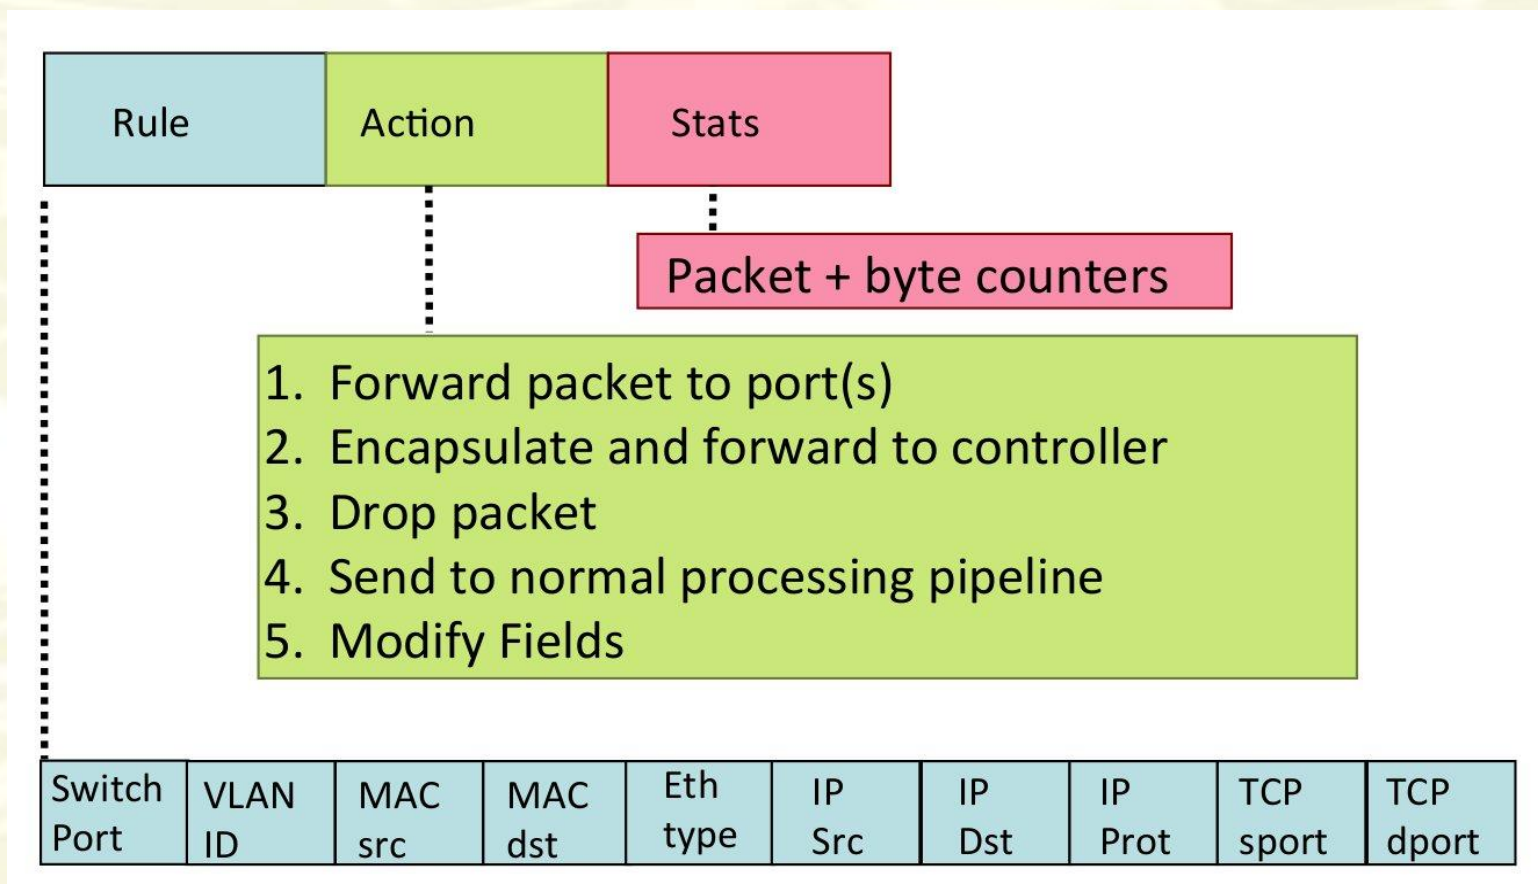 Rule
Action
Stats
Packet + byte counters
1. Forward packet to port(s)
2. Encapsulate and forward to controller
3. Drop packet
4. Send to normal processing pipeline
5. Modify Fields
Switch
Port
VLAN
ID
MAC
src
MAC
dst
Eth
type
IP
Src
IP
Dst
IP
Prot
TCP
sport
TCP
dport